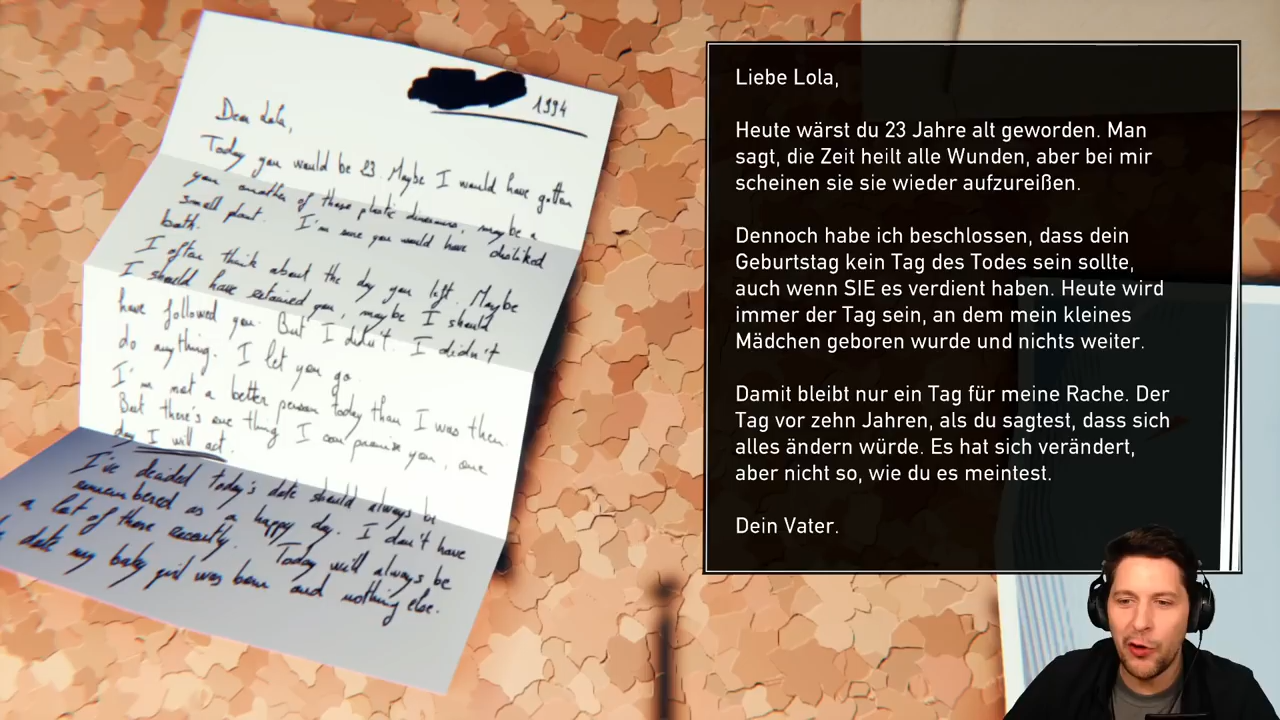 1994
Dear Lola,
Today you would be 23. Maybe I would have gotten
you another of those plastic dinosaurs, maybe a
small plant. I'm sure you would have disliked
both.
I often think about the day you left. Maybe
I should have retained you, maybe I should
have followed you. But I didn't. I didn't
do anything. I let you go.
I'm not a better person today than I was then.
But there's one thing I can promise you, one
day I will act.
I've decided today's date should always be
remembered as a happy day. I don't have
a lot of those recently. Today will always be
date my baby girl was born and nothing else.
Liebe Lola,
Heute wärst du 23 Jahre alt geworden. Man
sagt, die Zeit heilt alle Wunden, aber bei mir
scheinen sie sie wieder aufzureißen.
Dennoch habe ich beschlossen, dass dein
Geburtstag kein Tag des Todes sein sollte,
auch wenn SIE es verdient haben. Heute wird
immer der Tag sein, an dem mein kleines
Mädchen geboren wurde und nichts weiter.
Damit bleibt nur ein Tag für meine Rache. Der
Tag vor zehn Jahren, als du sagtest, dass sich
alles ändern würde. Es hat sich verändert,
aber nicht so, wie du es meintest.
Dein Vater.